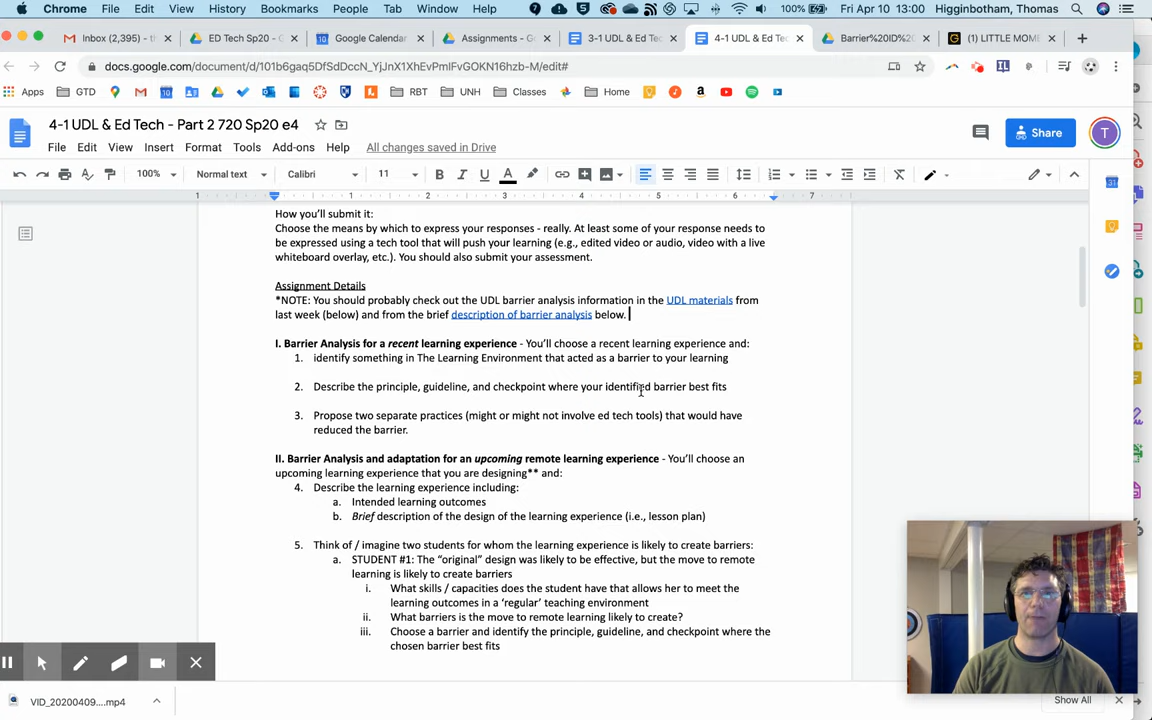 Chrome File Edit View History Bookmarks People Tab Window Help 100% Fri Apr 10 13:00 Higginbotham, Thomas
Inbox (2,395) - t ED Tech Sp20 - G Google Calendar Assignments - Go 3-1 UDL & Ed Tec 4-1 UDL & Ed Tec Barrier%20ID% (1) LITTLE MOME
docs.google.com/document/d/101b6gaq5DfSdDccN_YjJnX1XhEvPmlFvGOKN16hzb-M/edit#
Apps GTD RBT UNH Classes Home
4-1 UDL & Ed Tech - Part 2 720 Sp20 e4
Share
T
File Edit View Insert Format Tools Add-ons Help All changes saved in Drive
100% Normal text Calibri 11 B I U A
1 1 2 3 4 5 6 7
How you'll submit it:
Choose the means by which to express your responses - really. At least some of your response needs to
be expressed using a tech tool that will push your learning (e.g., edited video or audio, video with a live
whiteboard overlay, etc.). You should also submit your assessment.
Assignment Details
*NOTE: You should probably check out the UDL barrier analysis information in the UDL materials from
last week (below) and from the brief description of barrier analysis below.
I. Barrier Analysis for a recent learning experience - You'll choose a recent learning experience and:
1. identify something in The Learning Environment that acted as a barrier to your learning
2. Describe the principle, guideline, and checkpoint where your identified barrier best fits
3. Propose two separate practices (might or might not involve ed tech tools) that would have
reduced the barrier.
II. Barrier Analysis and adaptation for an upcoming remote learning experience - You'll choose an
upcoming learning experience that you are designing** and:
4. Describe the learning experience including:
a. Intended learning outcomes
b. Brief description of the design of the learning experience (i.e., lesson plan)
5. Think of / imagine two students for whom the learning experience is likely to create barriers:
a. STUDENT #1: The "original" design was likely to be effective, but the move to remote
learning is likely to create barriers
i. What skills / capacities does the student have that allows her to meet the
learning outcomes in a 'regular' teaching environment
ii. What barriers is the move to remote learning likely to create?
iii. Choose a barrier and identify the principle, guideline, and checkpoint where the
chosen barrier best fits
VID_20200409....mp4
Show All